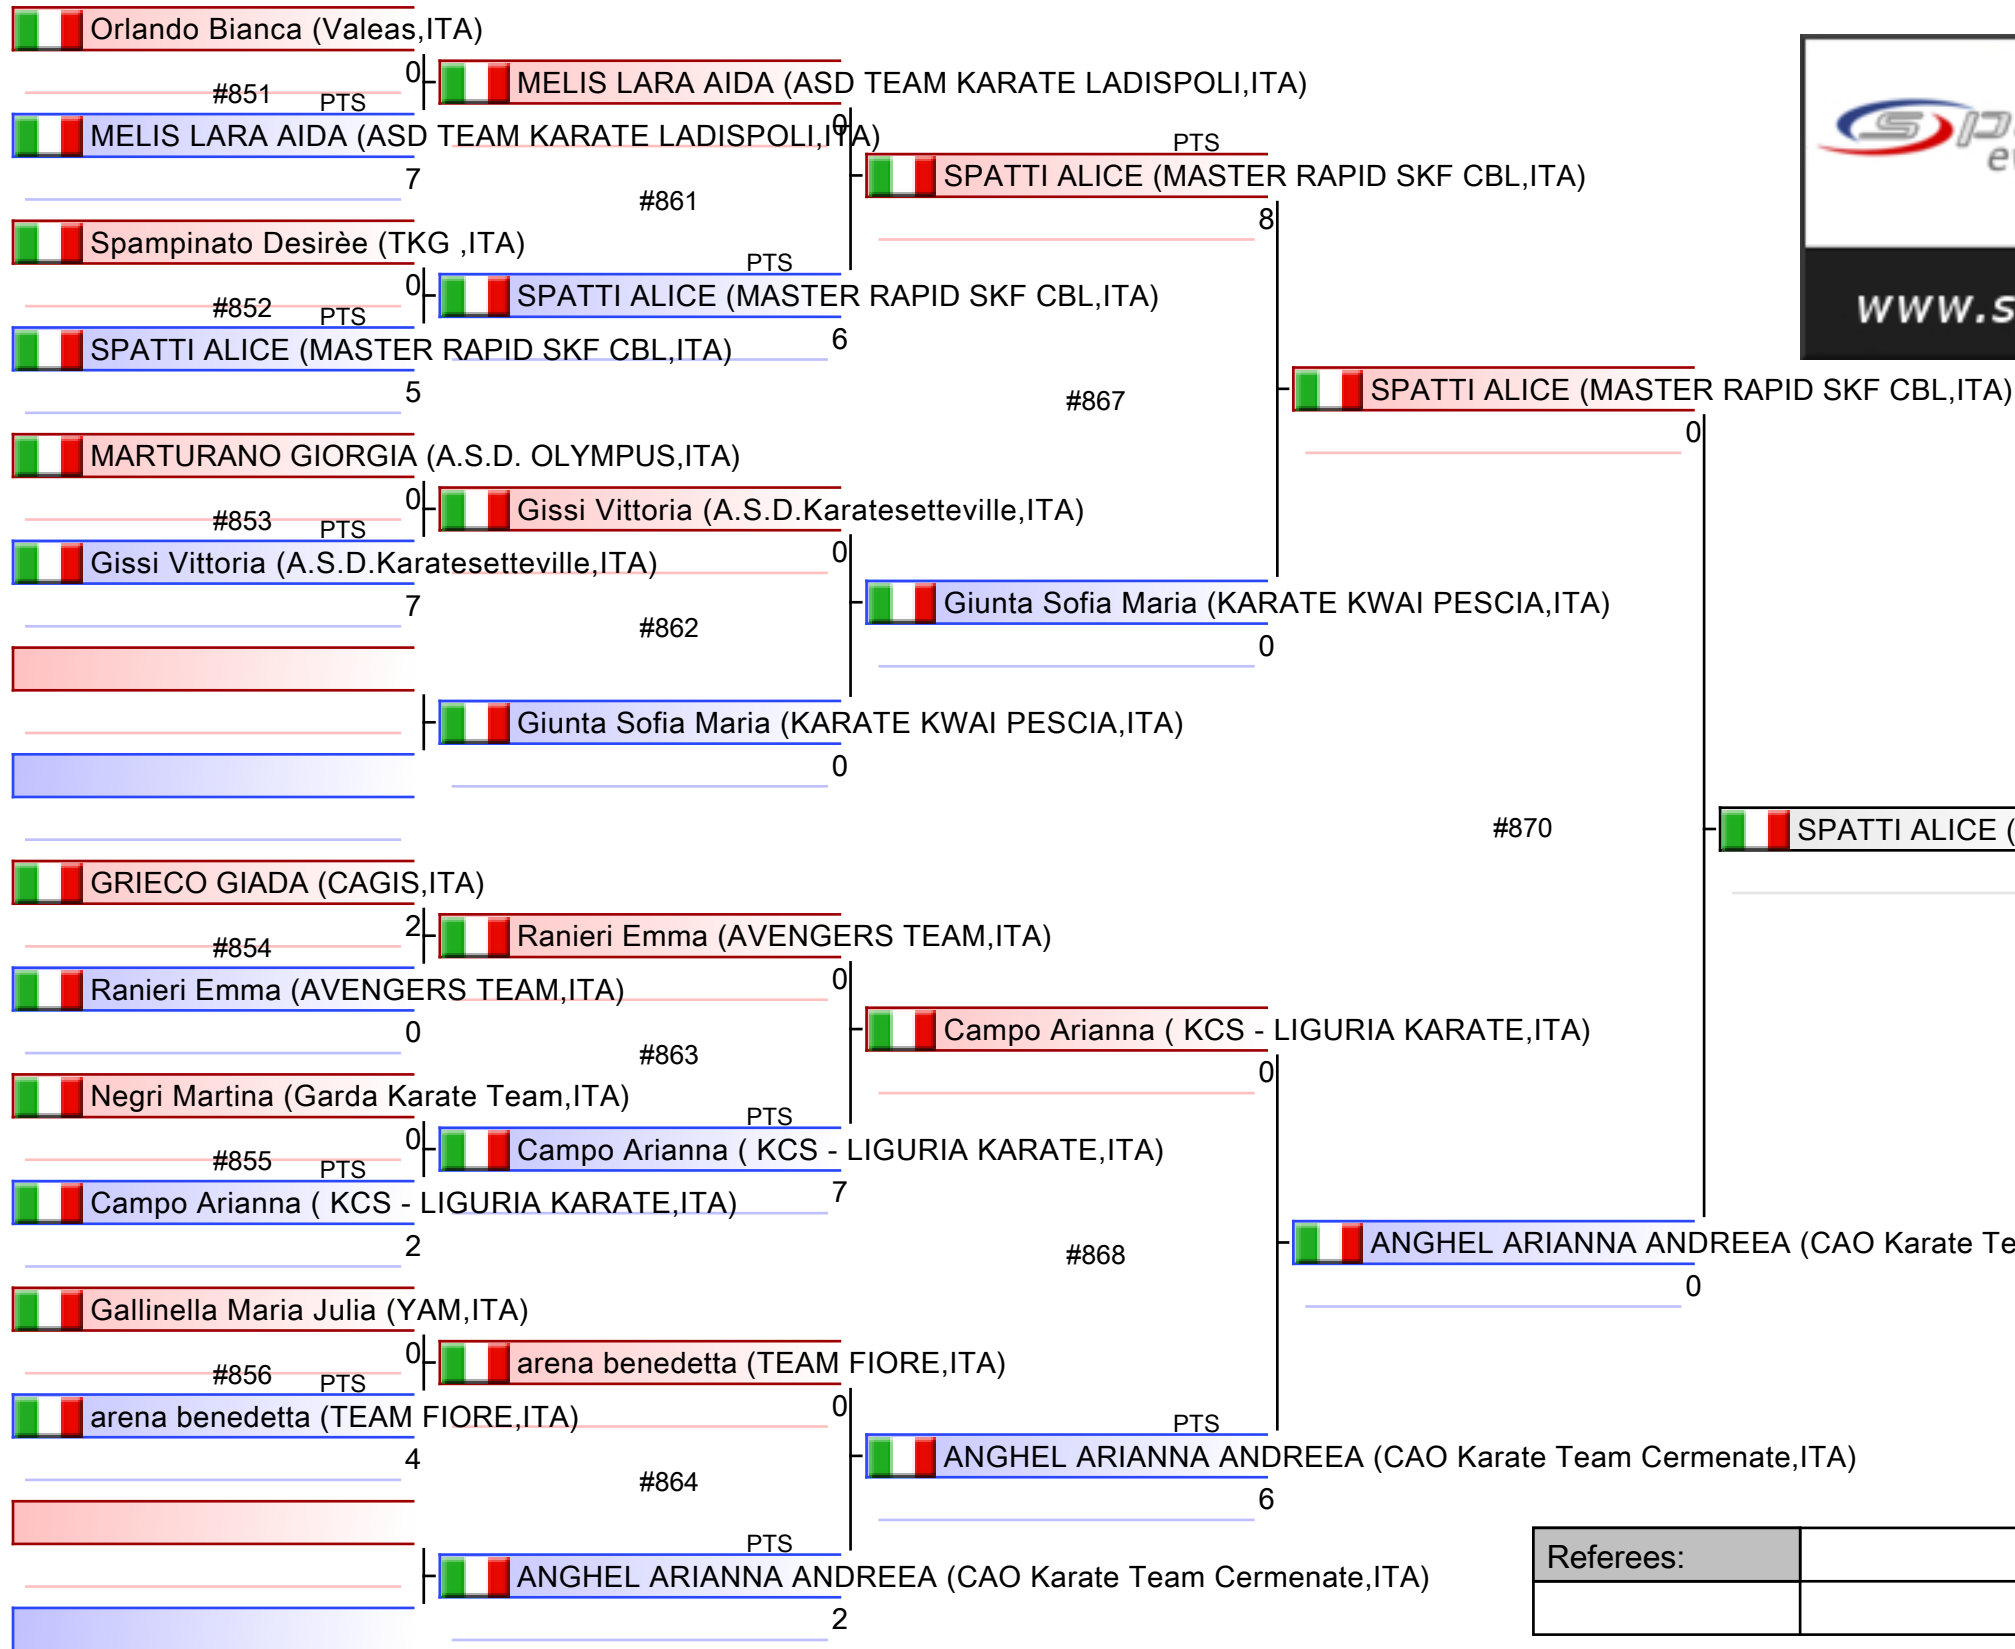 Orlando Bianca (Valeas,ITA)
0
#851 PTS
MELIS LARA AIDA (ASD TEAM KARATE LADISPOLI,ITA)
7
Spampinato Desirèe (TKG ,ITA)
0
#852 PTS
SPATTI ALICE (MASTER RAPID SKF CBL,ITA)
5
MARTURANO GIORGIA (A.S.D. OLYMPUS,ITA)
0
#853 PTS
Gissi Vittoria (A.S.D.Karatesetteville,ITA)
7
GRIECO GIADA (CAGIS,ITA)
2
#854
Ranieri Emma (AVENGERS TEAM,ITA)
0
Negri Martina (Garda Karate Team,ITA)
0
#855 PTS
Campo Arianna ( KCS - LIGURIA KARATE,ITA)
2
Gallinella Maria Julia (YAM,ITA)
0
#856 PTS
arena benedetta (TEAM FIORE,ITA)
4
MELIS LARA AIDA (ASD TEAM KARATE LADISPOLI,ITA)
0
#861
PTS
SPATTI ALICE (MASTER RAPID SKF CBL,ITA)
6
Gissi Vittoria (A.S.D.Karatesetteville,ITA)
0
#862
Giunta Sofia Maria (KARATE KWAI PESCIA,ITA)
0
Ranieri Emma (AVENGERS TEAM,ITA)
0
#863
PTS
Campo Arianna ( KCS - LIGURIA KARATE,ITA)
7
arena benedetta (TEAM FIORE,ITA)
0
#864
PTS
ANGHEL ARIANNA ANDREEA (CAO Karate Team Cermenate,ITA)
2
PTS
SPATTI ALICE (MASTER RAPID SKF CBL,ITA)
8
#867
Giunta Sofia Maria (KARATE KWAI PESCIA,ITA)
0
Campo Arianna ( KCS - LIGURIA KARATE,ITA)
0
#868
PTS
ANGHEL ARIANNA ANDREEA (CAO Karate Team Cermenate,ITA)
6
SPATTI ALICE (MASTER RAPID SKF CBL,ITA)
0
#870
ANGHEL ARIANNA ANDREEA (CAO Karate Te
0
SPATTI ALICE (
www.s
Referees: